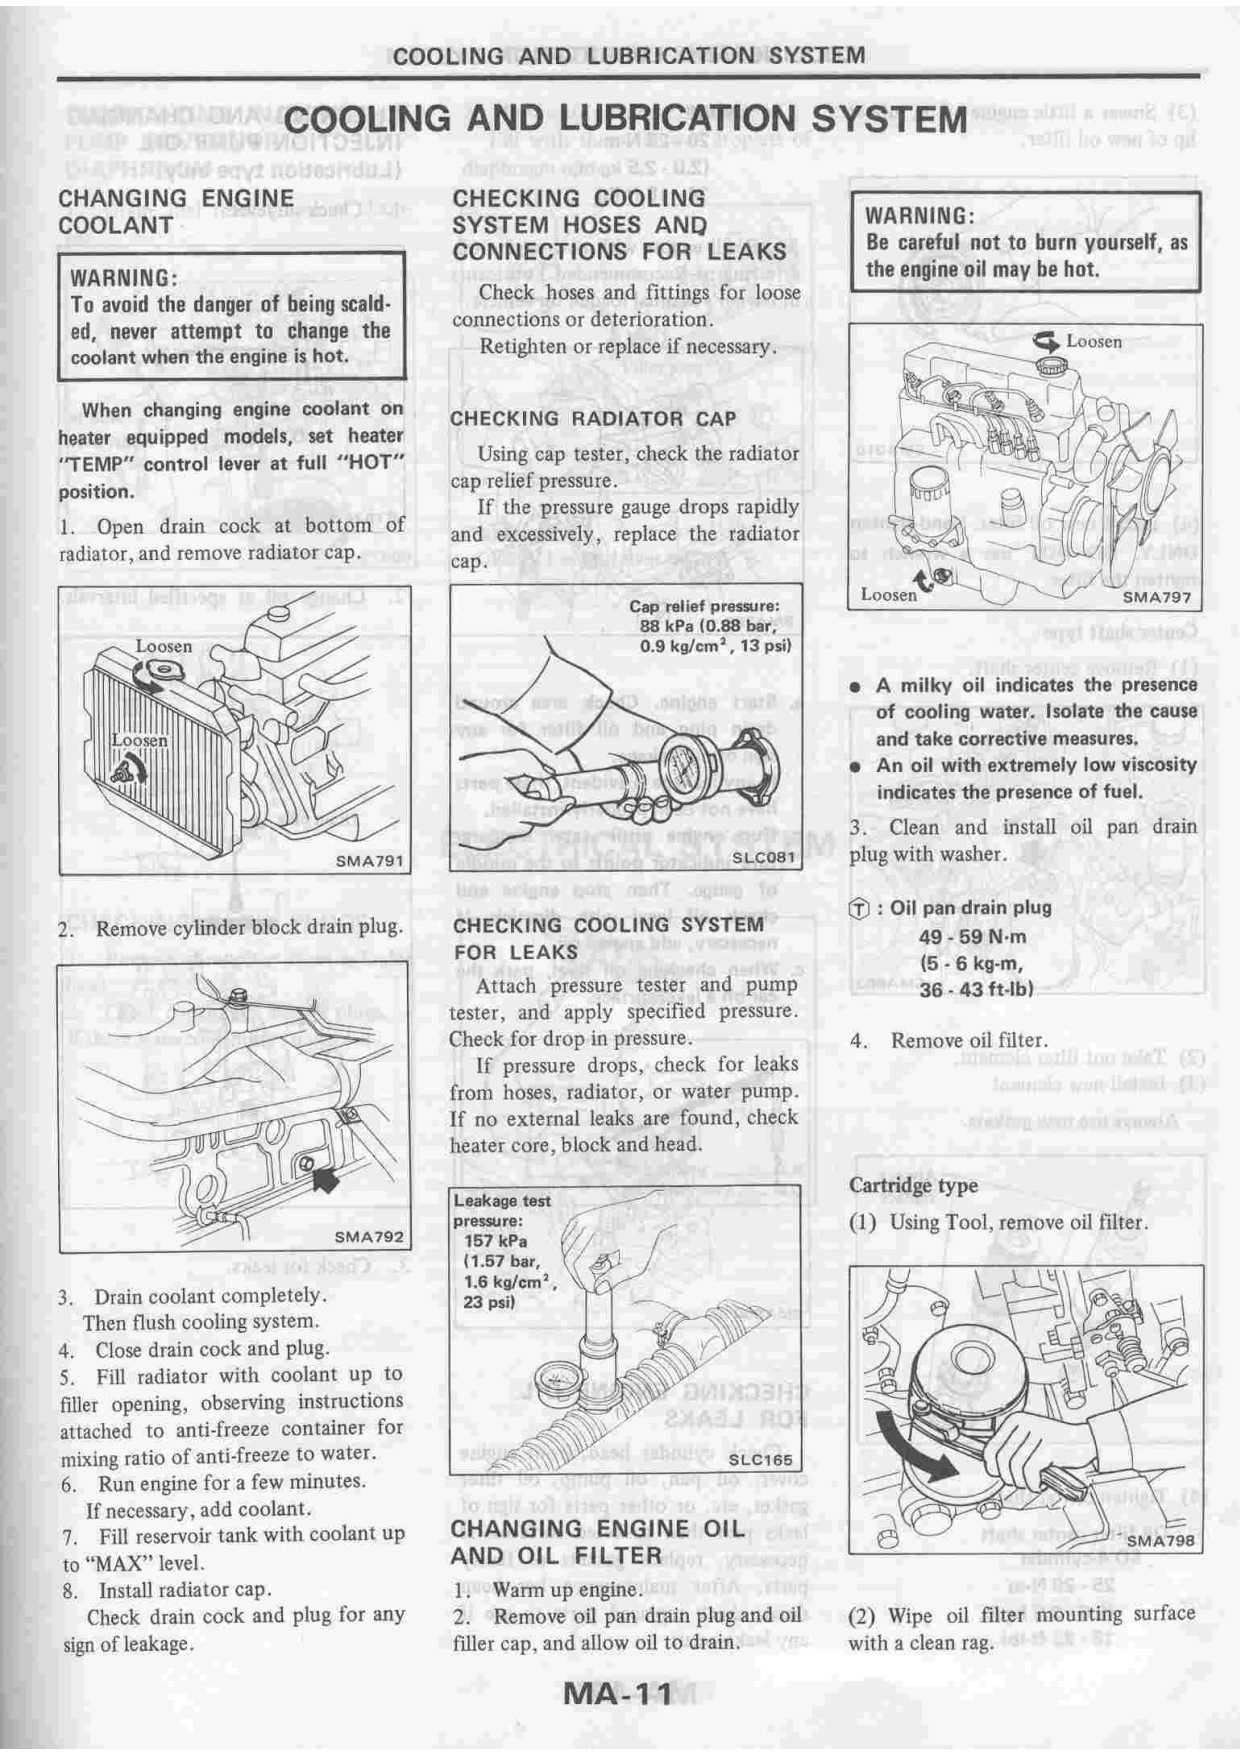 COOLING AND LUBRICATION SYSTEM
COOLING AND LUBRICATION SYSTEM
CHANGING ENGINE
COOLANT
WARNING:
To avoid the danger of being scald-
ed, never attempt to change the
coolant when the engine is hot.
When changing engine coolant on
heater equipped models, set heater
"TEMP" control lever at full "HOT"
position.
1. Open drain cock at bottom of
radiator, and remove radiator cap.
Loosen
Loosen
SMA791
2. Remove cylinder block drain plug.
SMA792
3. Drain coolant completely.
Then flush cooling system.
4. Close drain cock and plug.
5. Fill radiator with coolant up to
filler opening, observing instructions
attached to anti-freeze container for
mixing ratio of anti-freeze to water.
6. Run engine for a few minutes.
If necessary, add coolant.
7. Fill reservoir tank with coolant up
to "MAX" level.
8. Install radiator cap.
Check drain cock and plug for any
sign of leakage.
CHECKING COOLING
SYSTEM HOSES AND
CONNECTIONS FOR LEAKS
Check hoses and fittings for loose
connections or deterioration.
Retighten or replace if necessary.
CHECKING RADIATOR CAP
Using cap tester, check the radiator
cap relief pressure.
If the pressure gauge drops rapidly
and excessively, replace the radiator
cap.
Cap relief pressure:
88 kPa (0.88 bar,
0.9 kg/cm², 13 psi)
SLC081
CHECKING COOLING SYSTEM
FOR LEAKS
Attach pressure tester and pump
tester, and apply specified pressure.
Check for drop in pressure.
If pressure drops, check for leaks
from hoses, radiator, or water pump.
If no external leaks are found, check
heater core, block and head.
Leakage test
pressure:
157 kPa
(1.57 bar,
1.6 kg/cm²,
23 psi)
SLC165
CHANGING ENGINE OIL
AND OIL FILTER
1. Warm up engine.
2. Remove oil pan drain plug and oil
filler cap, and allow oil to drain.
WARNING:
Be careful not to burn yourself, as
the engine oil may be hot.
Loosen
Loosen
SMA797
● A milky oil indicates the presence
of cooling water. Isolate the cause
and take corrective measures.
● An oil with extremely low viscosity
indicates the presence of fuel.
3. Clean and install oil pan drain
plug with washer.
Ⓣ : Oil pan drain plug
49 - 59 N·m
(5 - 6 kg-m,
36 - 43 ft-lb)
4. Remove oil filter.
Cartridge type
(1) Using Tool, remove oil filter.
SMA798
(2) Wipe oil filter mounting surface
with a clean rag.
MA-11